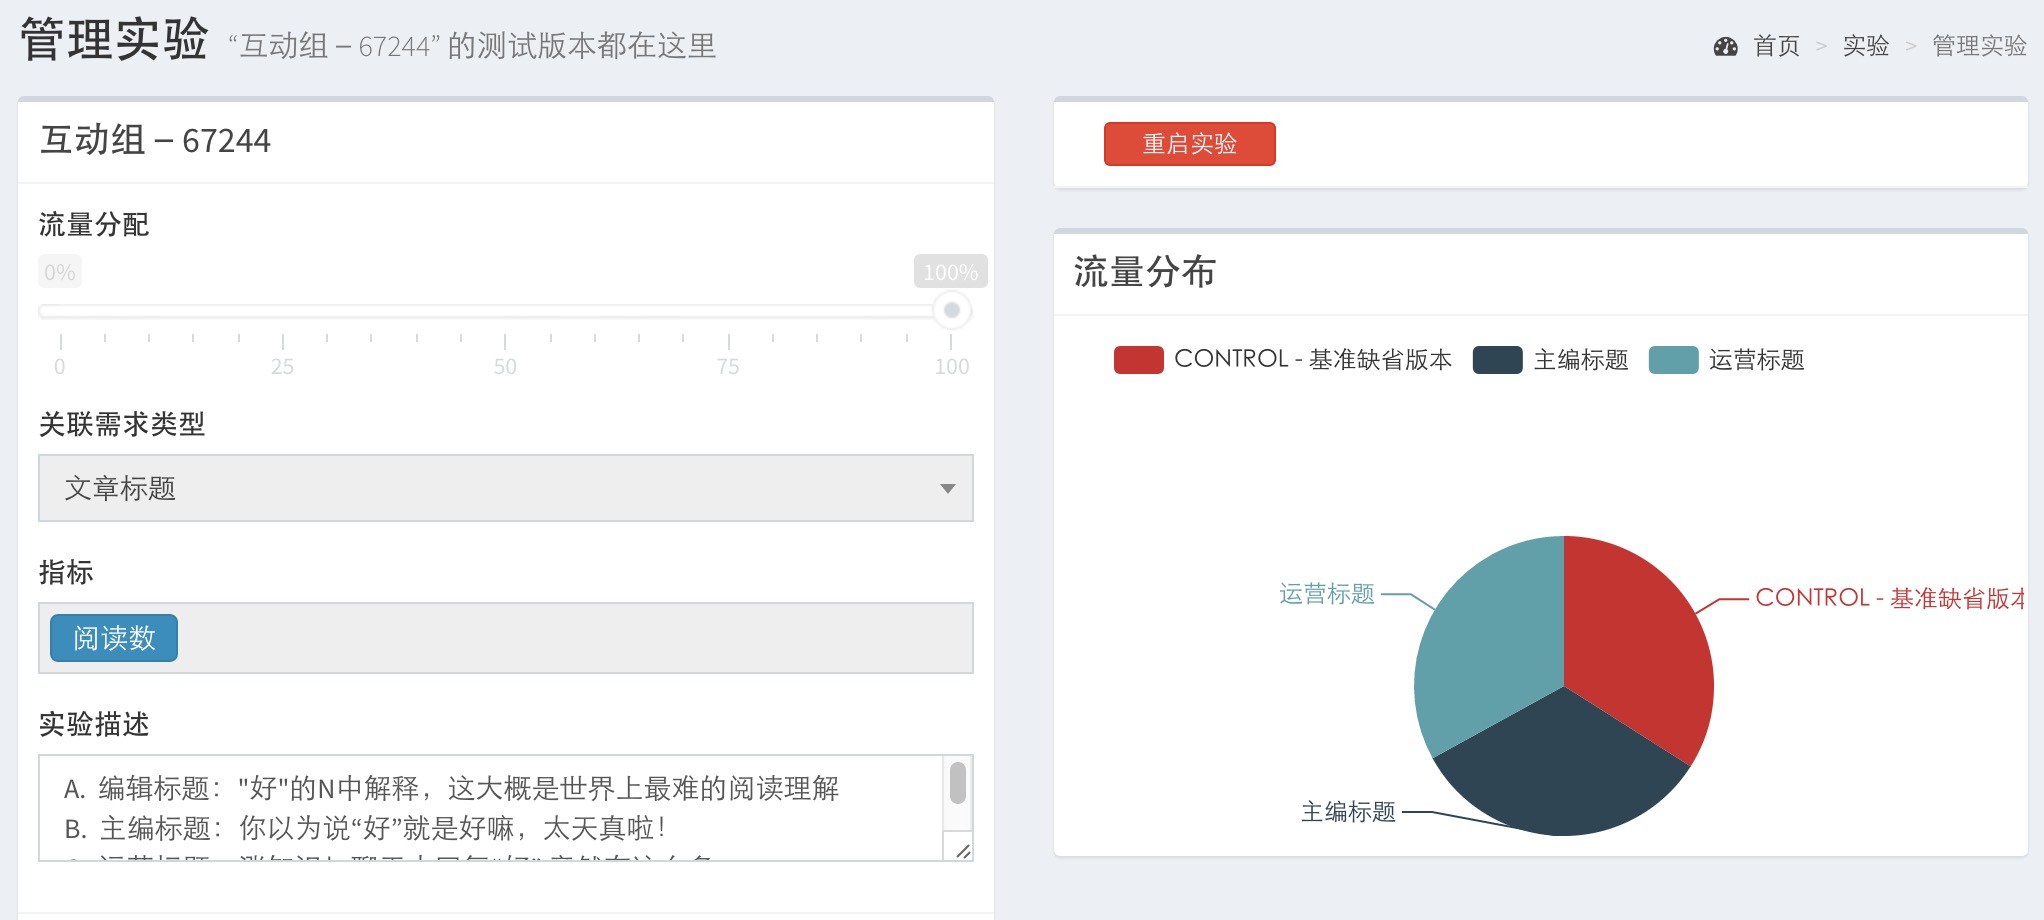 管理实验 “互动组 – 67244” 的测试版本都在这里
首页 > 实验 > 管理实验
互动组 – 67244
流量分配
0% 100%
0 25 50 75 100
关联需求类型
文章标题
指标
阅读数
实验描述
A. 编辑标题："好"的N中解释，这大概是世界上最难的阅读理解
B. 主编标题：你以为说“好”就是好嘛，太天真啦！
重启实验
流量分布
CONTROL - 基准缺省版本 主编标题 运营标题
运营标题
CONTROL - 基准缺省版本
主编标题